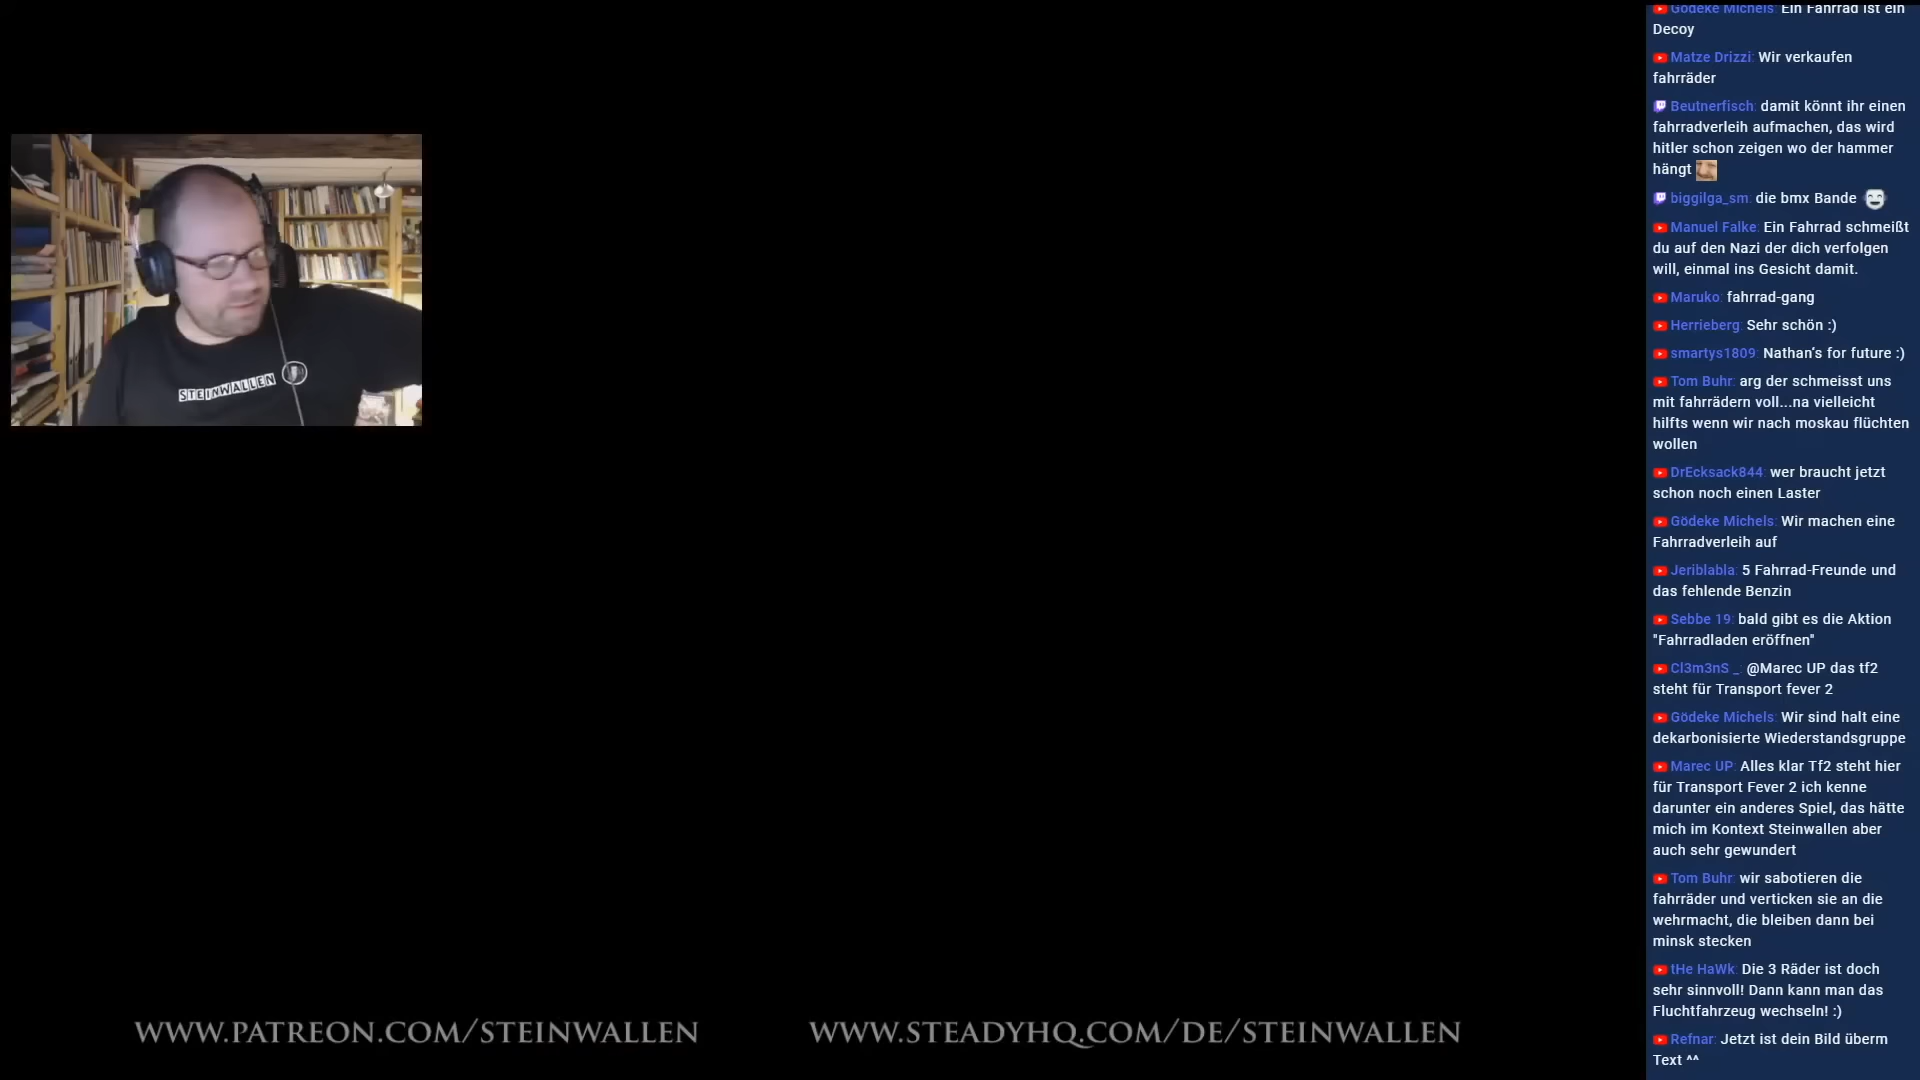 STEINWALLEN
WWW.PATREON.COM/STEINWALLEN
WWW.STEADYHQ.COM/DE/STEINWALLEN
Gödeke Michels: Ein Fahrrad ist ein
Decoy
Matze Drizzi: Wir verkaufen
fahrräder
Beutnerfisch: damit könnt ihr einen
fahrradverleih aufmachen, das wird
hitler schon zeigen wo der hammer
hängt
biggilga_sm: die bmx Bande
Manuel Falke: Ein Fahrrad schmeißt
du auf den Nazi der dich verfolgen
will, einmal ins Gesicht damit.
Maruko: fahrrad-gang
Herrieberg: Sehr schön :)
smartys1809: Nathan‘s for future :)
Tom Buhr: arg der schmeisst uns
mit fahrrädern voll...na vielleicht
hilfts wenn wir nach moskau flüchten
wollen
DrEcksack844: wer braucht jetzt
schon noch einen Laster
Gödeke Michels: Wir machen eine
Fahrradverleih auf
Jeriblabla: 5 Fahrrad-Freunde und
das fehlende Benzin
Sebbe 19: bald gibt es die Aktion
"Fahrradladen eröffnen"
Cl3m3nS _: @Marec UP das tf2
steht für Transport fever 2
Gödeke Michels: Wir sind halt eine
dekarbonisierte Wiederstandsgruppe
Marec UP: Alles klar Tf2 steht hier
für Transport Fever 2 ich kenne
darunter ein anderes Spiel, das hätte
mich im Kontext Steinwallen aber
auch sehr gewundert
Tom Buhr: wir sabotieren die
fahrräder und verticken sie an die
wehrmacht, die bleiben dann bei
minsk stecken
tHe HaWk: Die 3 Räder ist doch
sehr sinnvoll! Dann kann man das
Fluchtfahrzeug wechseln! :)
Refnar: Jetzt ist dein Bild überm
Text ^^